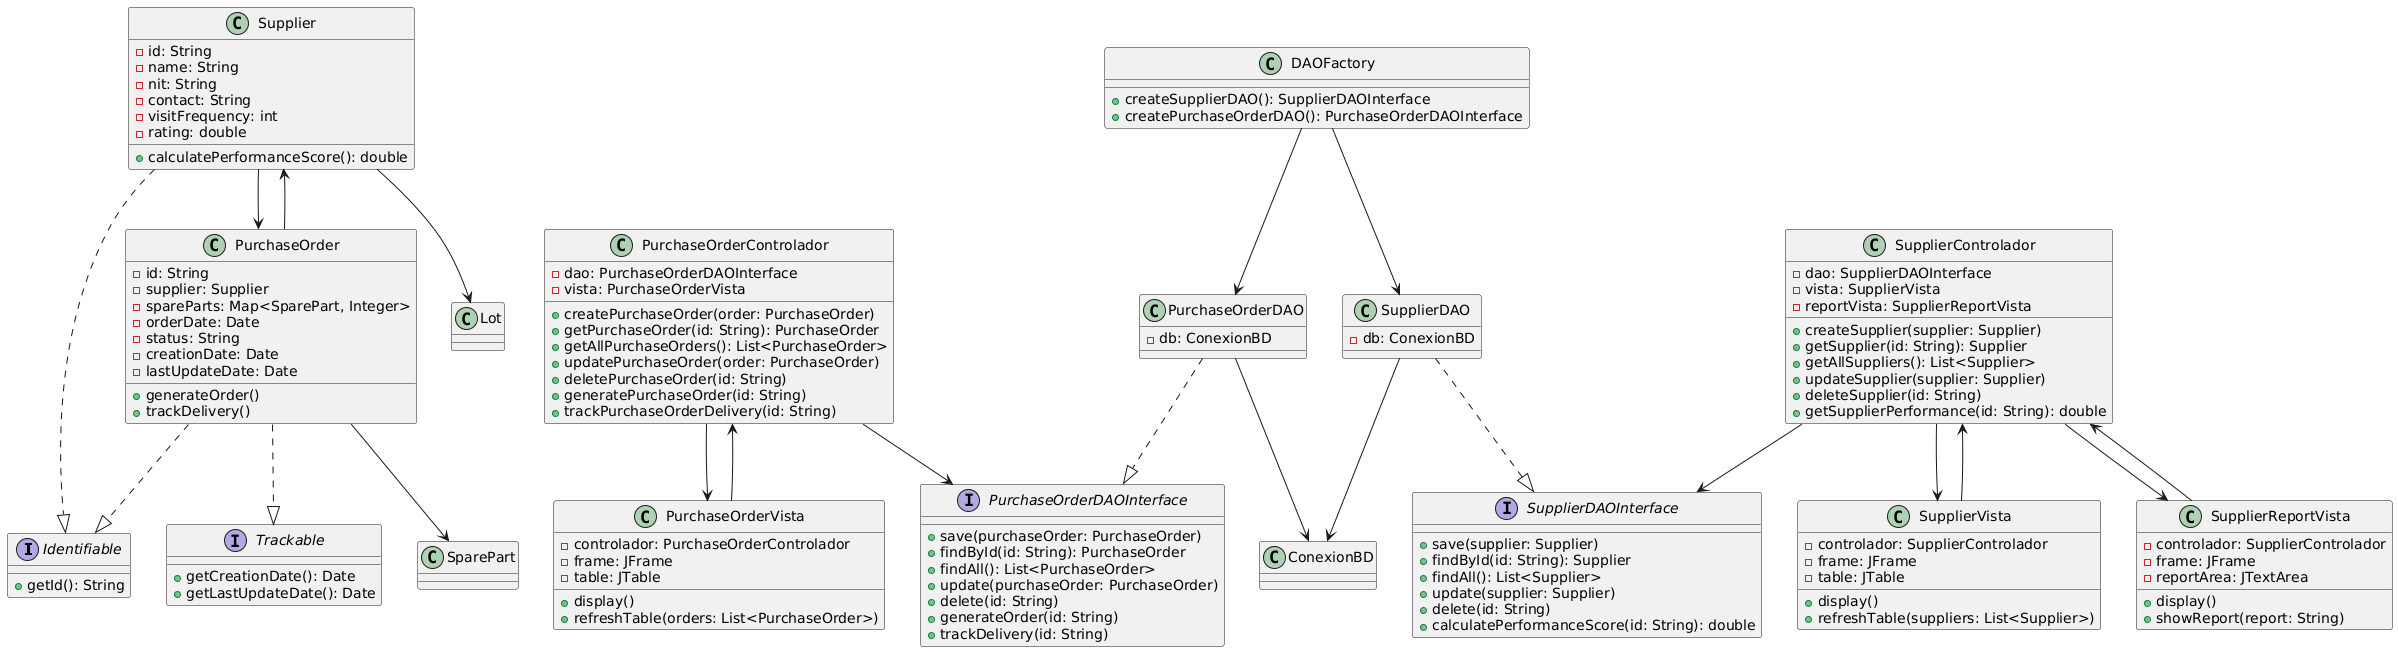 Supplier
id: String
name: String
nit: String
contact: String
visitFrequency: int
rating: double
calculatePerformanceScore(): double
DAOFactory
createSupplierDAO(): SupplierDAOInterface
createPurchaseOrderDAO(): PurchaseOrderDAOInterface
PurchaseOrder
id: String
supplier: Supplier
spareParts: Map<SparePart, Integer>
orderDate: Date
status: String
creationDate: Date
lastUpdateDate: Date
generateOrder()
trackDelivery()
Lot
PurchaseOrderControlador
dao: PurchaseOrderDAOInterface
vista: PurchaseOrderVista
createPurchaseOrder(order: PurchaseOrder)
getPurchaseOrder(id: String): PurchaseOrder
getAllPurchaseOrders(): List<PurchaseOrder>
updatePurchaseOrder(order: PurchaseOrder)
deletePurchaseOrder(id: String)
generatePurchaseOrder(id: String)
trackPurchaseOrderDelivery(id: String)
PurchaseOrderDAO
db: ConexionBD
SupplierDAO
db: ConexionBD
SupplierControlador
dao: SupplierDAOInterface
vista: SupplierVista
reportVista: SupplierReportVista
createSupplier(supplier: Supplier)
getSupplier(id: String): Supplier
getAllSuppliers(): List<Supplier>
updateSupplier(supplier: Supplier)
deleteSupplier(id: String)
getSupplierPerformance(id: String): double
Identifiable
getId(): String
Trackable
getCreationDate(): Date
getLastUpdateDate(): Date
SparePart
PurchaseOrderVista
controlador: PurchaseOrderControlador
frame: JFrame
table: JTable
display()
refreshTable(orders: List<PurchaseOrder>)
PurchaseOrderDAOInterface
save(purchaseOrder: PurchaseOrder)
findById(id: String): PurchaseOrder
findAll(): List<PurchaseOrder>
update(purchaseOrder: PurchaseOrder)
delete(id: String)
generateOrder(id: String)
trackDelivery(id: String)
ConexionBD
SupplierDAOInterface
save(supplier: Supplier)
findById(id: String): Supplier
findAll(): List<Supplier>
update(supplier: Supplier)
delete(id: String)
calculatePerformanceScore(id: String): double
SupplierVista
controlador: SupplierControlador
frame: JFrame
table: JTable
display()
refreshTable(suppliers: List<Supplier>)
SupplierReportVista
controlador: SupplierControlador
frame: JFrame
reportArea: JTextArea
display()
showReport(report: String)
C
C
C
C
C
C
C
C
I
I
C
C
I
C
I
C
C